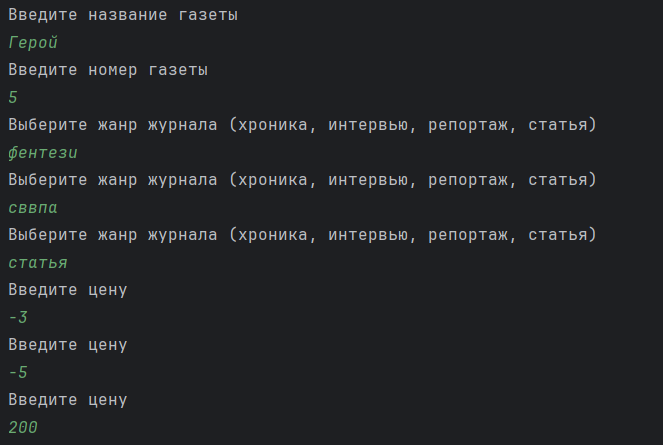 Введите название газеты
Герой
Введите номер газеты
5
Выберите жанр журнала (хроника, интервью, репортаж, статья)
фентези
Выберите жанр журнала (хроника, интервью, репортаж, статья)
сввпа
Выберите жанр журнала (хроника, интервью, репортаж, статья)
статья
Введите цену
-3
Введите цену
-5
Введите цену
200